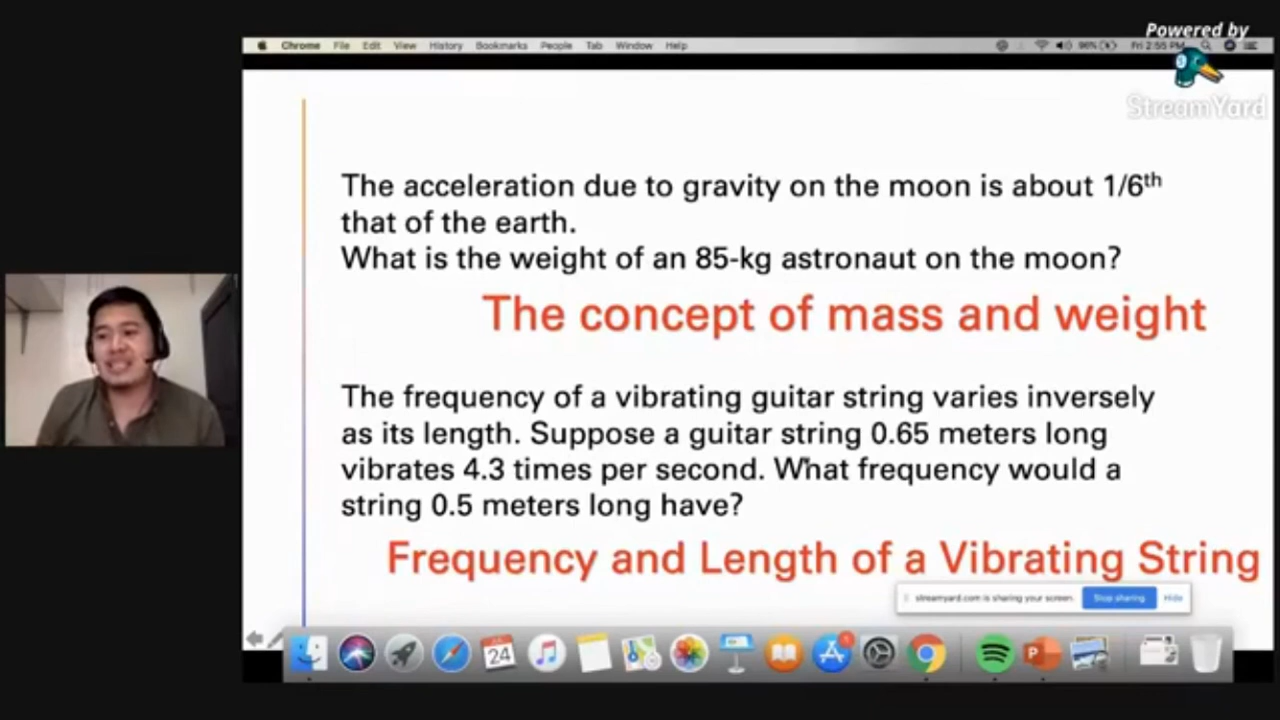 Powered by
StreamYard
Chrome File Edit View History Bookmarks People Tab Window Help
96% Fri 2:55 PM
The acceleration due to gravity on the moon is about 1/6th
that of the earth.
What is the weight of an 85-kg astronaut on the moon?
The concept of mass and weight
The frequency of a vibrating guitar string varies inversely
as its length. Suppose a guitar string 0.65 meters long
vibrates 4.3 times per second. What frequency would a
string 0.5 meters long have?
Frequency and Length of a Vibrating String
streamyard.com is sharing your screen. Stop sharing Hide
24